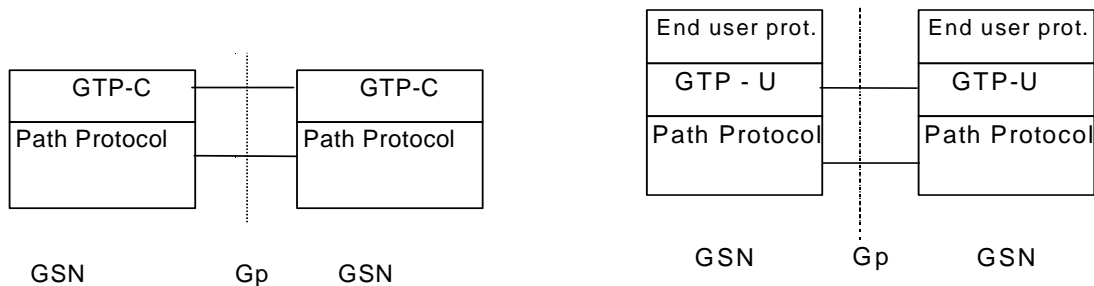 GTP-C
Path Protocol
GTP-C
Path Protocol
GSN Gp GSN
End user prot.
GTP - U
Path Protocol
End user prot.
GTP-U
Path Protocol
GSN Gp GSN